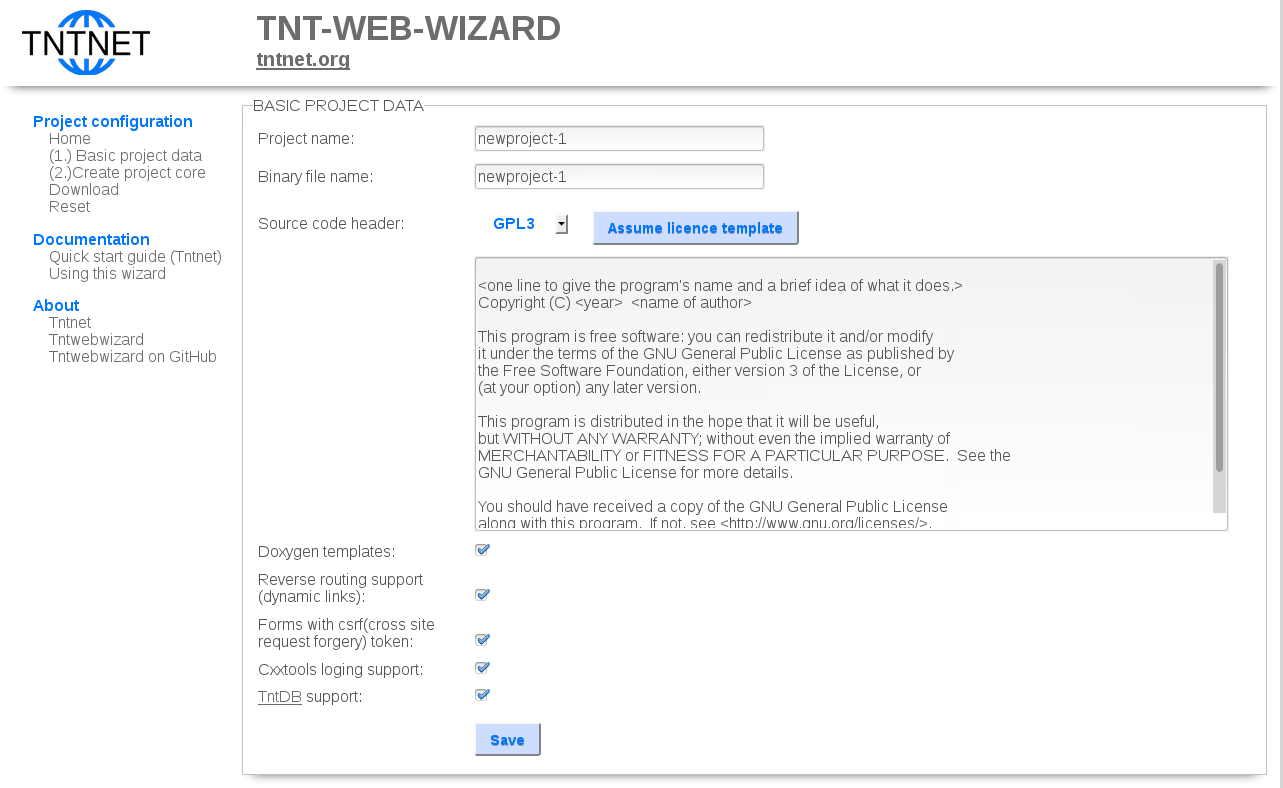 TNTNET
TNT-WEB-WIZARD
tntnet.org
Project configuration
Home
(1.) Basic project data
(2.)Create project core
Download
Reset
Documentation
Quick start guide (Tntnet)
Using this wizard
About
Tntnet
Tntwebwizard
Tntwebwizard on GitHub
BASIC PROJECT DATA
Project name:
newproject-1
Binary file name:
newproject-1
Source code header:
GPL3
Assume licence template
<one line to give the program's name and a brief idea of what it does.>
Copyright (C) <year>  <name of author>
This program is free software: you can redistribute it and/or modify
it under the terms of the GNU General Public License as published by
the Free Software Foundation, either version 3 of the License, or
(at your option) any later version.
This program is distributed in the hope that it will be useful,
but WITHOUT ANY WARRANTY; without even the implied warranty of
MERCHANTABILITY or FITNESS FOR A PARTICULAR PURPOSE.  See the
GNU General Public License for more details.
You should have received a copy of the GNU General Public License
along with this program.  If not, see <http://www.gnu.org/licenses/>.
Doxygen templates:
Reverse routing support
(dynamic links):
Forms with csrf(cross site
request forgery) token:
Cxxtools loging support:
TntDB support:
Save